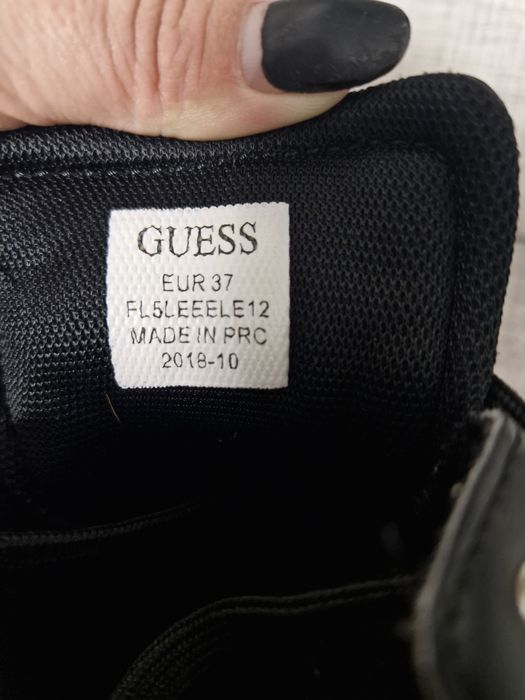 GUESS
EUR 37
FL5LEEELE12
MADE IN PRC
2018-10